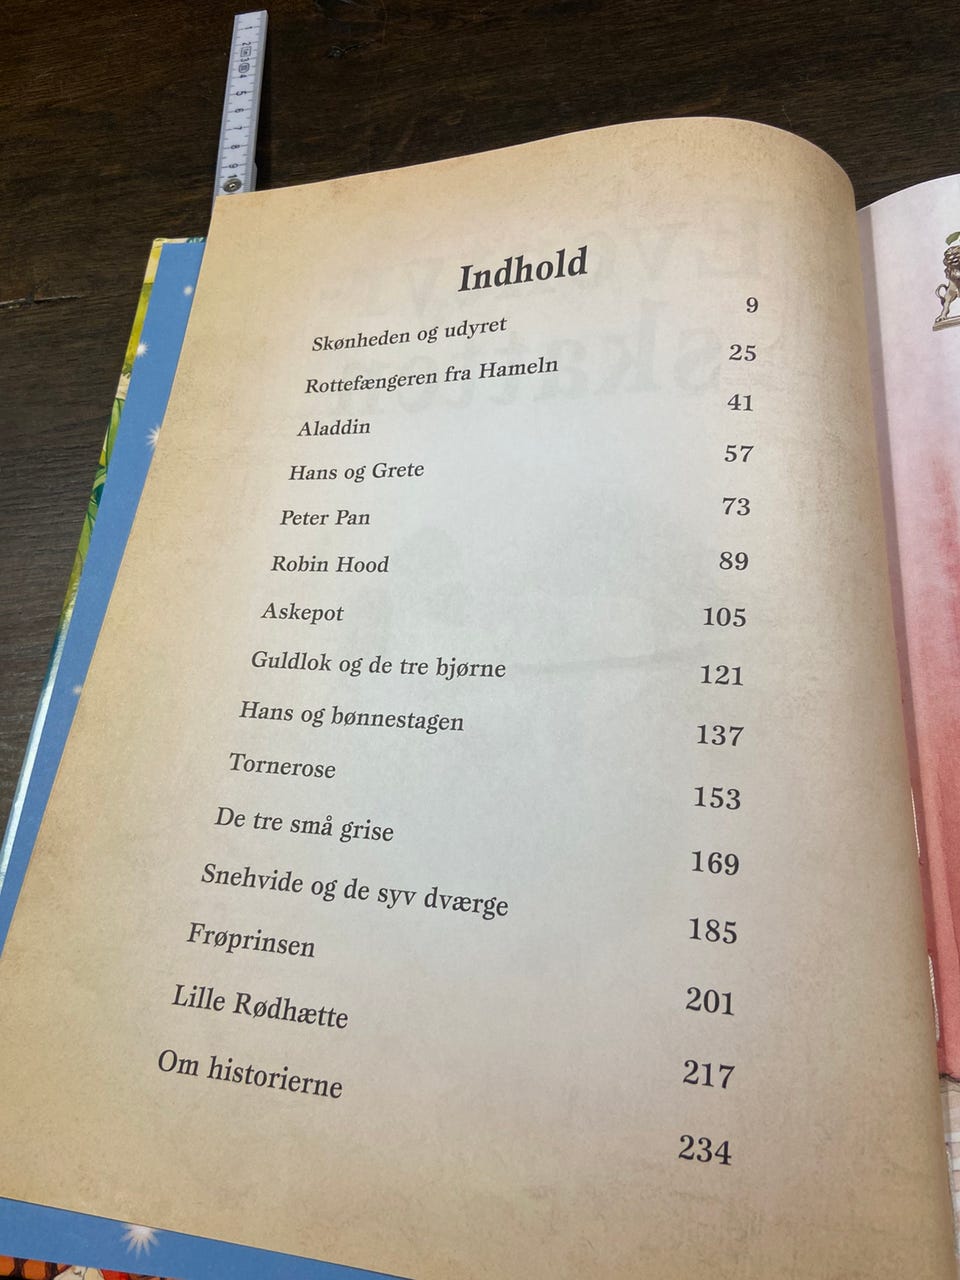 Indhold
Skønheden og udyret 9
Rottefængeren fra Hameln 25
Aladdin 41
Hans og Grete 57
Peter Pan 73
Robin Hood 89
Askepot 105
Guldlok og de tre bjørne 121
Hans og bønnestagen 137
Tornerose 153
De tre små grise 169
Snehvide og de syv dværge 185
Frøprinsen 201
Lille Rødhætte 217
Om historierne 234